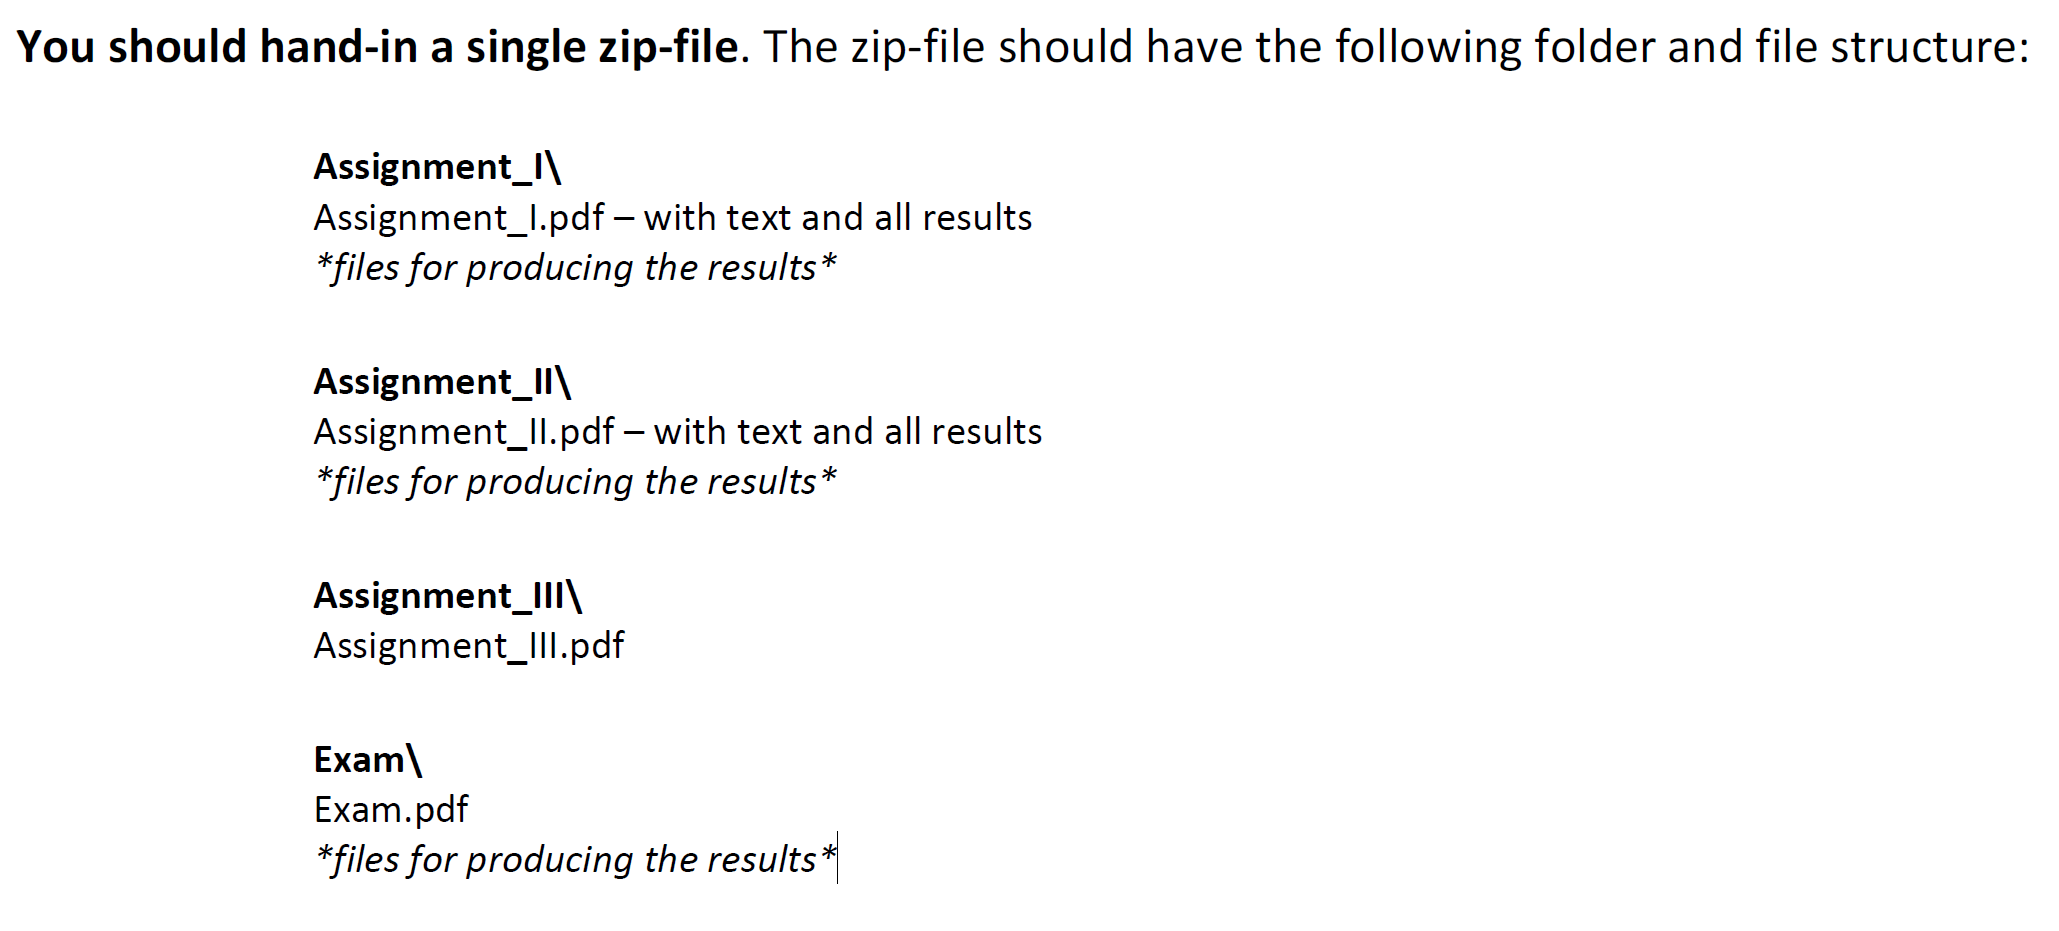 You should hand-in a single zip-file. The zip-file should have the following folder and file structure:
Assignment_I\
Assignment_I.pdf – with text and all results
*files for producing the results*
Assignment_II\
Assignment_II.pdf – with text and all results
*files for producing the results*
Assignment_III\
Assignment_III.pdf
Exam\
Exam.pdf
*files for producing the results*